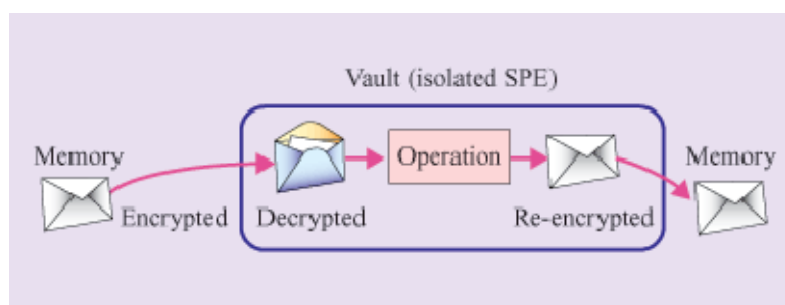 Vault (isolated SPE)
Memory
Operation
Memory
Encrypted
Decrypted
Re-encrypted